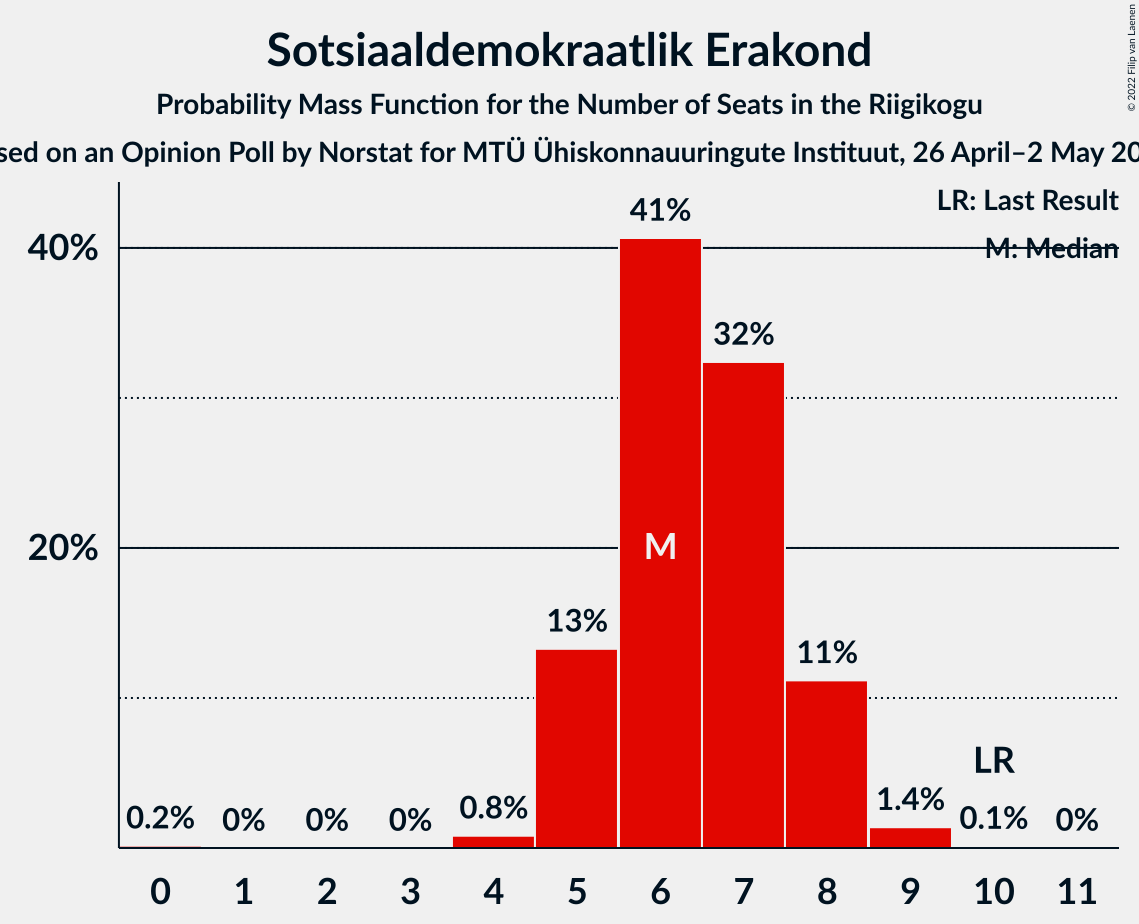 Sotsiaaldemokraatlik Erakond
Probability Mass Function for the Number of Seats in the Riigikogu
sed on an Opinion Poll by Norstat for MTÜ Ühiskonnauuringute Instituut, 26 April–2 May 20
© 2022 Filip van Laenen
LR: Last Result
M: Median
41%
40%
32%
20%
M
13%
11%
LR
0.2% 0% 0% 0% 0.8% 1.4% 0.1% 0%
0 1 2 3 4 5 6 7 8 9 10 11